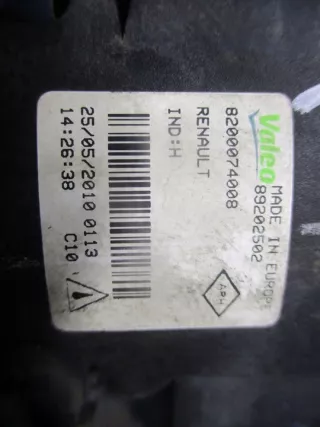 Valeo
MADE IN EUROPE
89202502
8200074008
RENAULT
IND:H
APH
25/05/2010 0113
14:26:38
C10